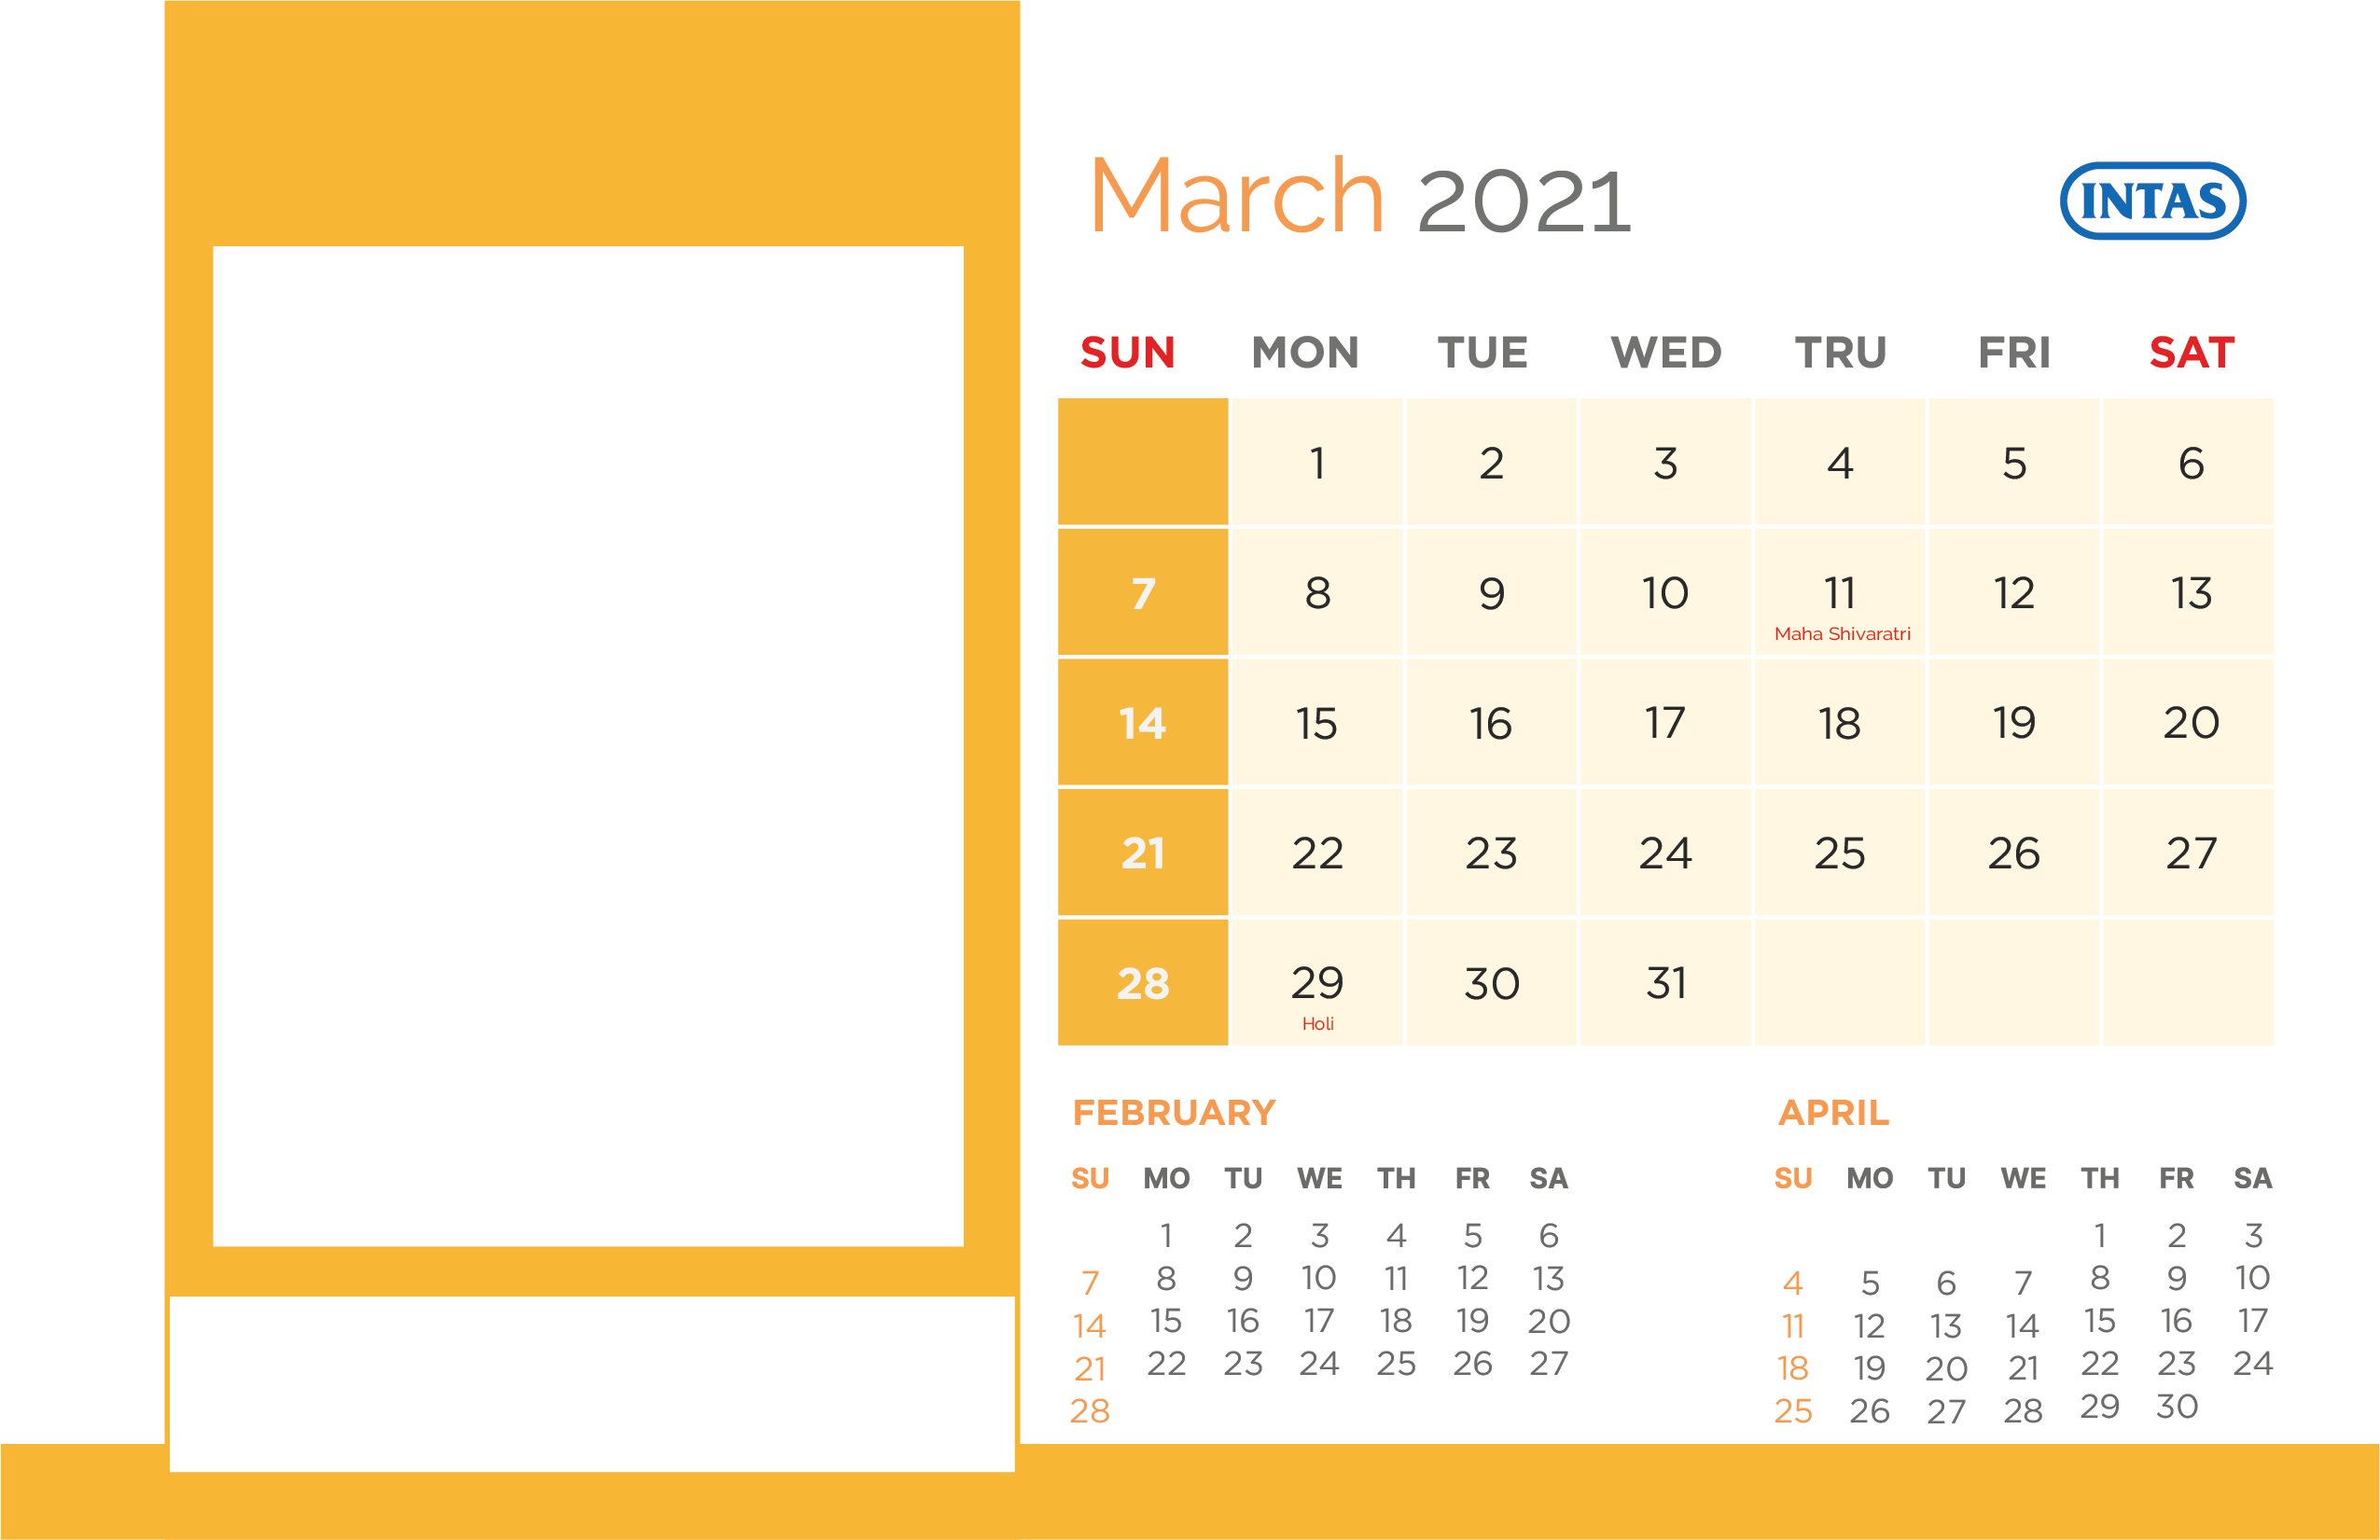 March 2021
INTAS
SUN MON TUE WED TRU FRI SAT
1 2 3 4 5 6
7 8 9 10 11 12 13
Maha Shivaratri
14 15 16 17 18 19 20
21 22 23 24 25 26 27
28 29 30 31
Holi
FEBRUARY
SU MO TU WE TH FR SA
1 2 3 4 5 6
7 8 9 10 11 12 13
14 15 16 17 18 19 20
21 22 23 24 25 26 27
28
APRIL
SU MO TU WE TH FR SA
1 2 3
4 5 6 7 8 9 10
11 12 13 14 15 16 17
18 19 20 21 22 23 24
25 26 27 28 29 30